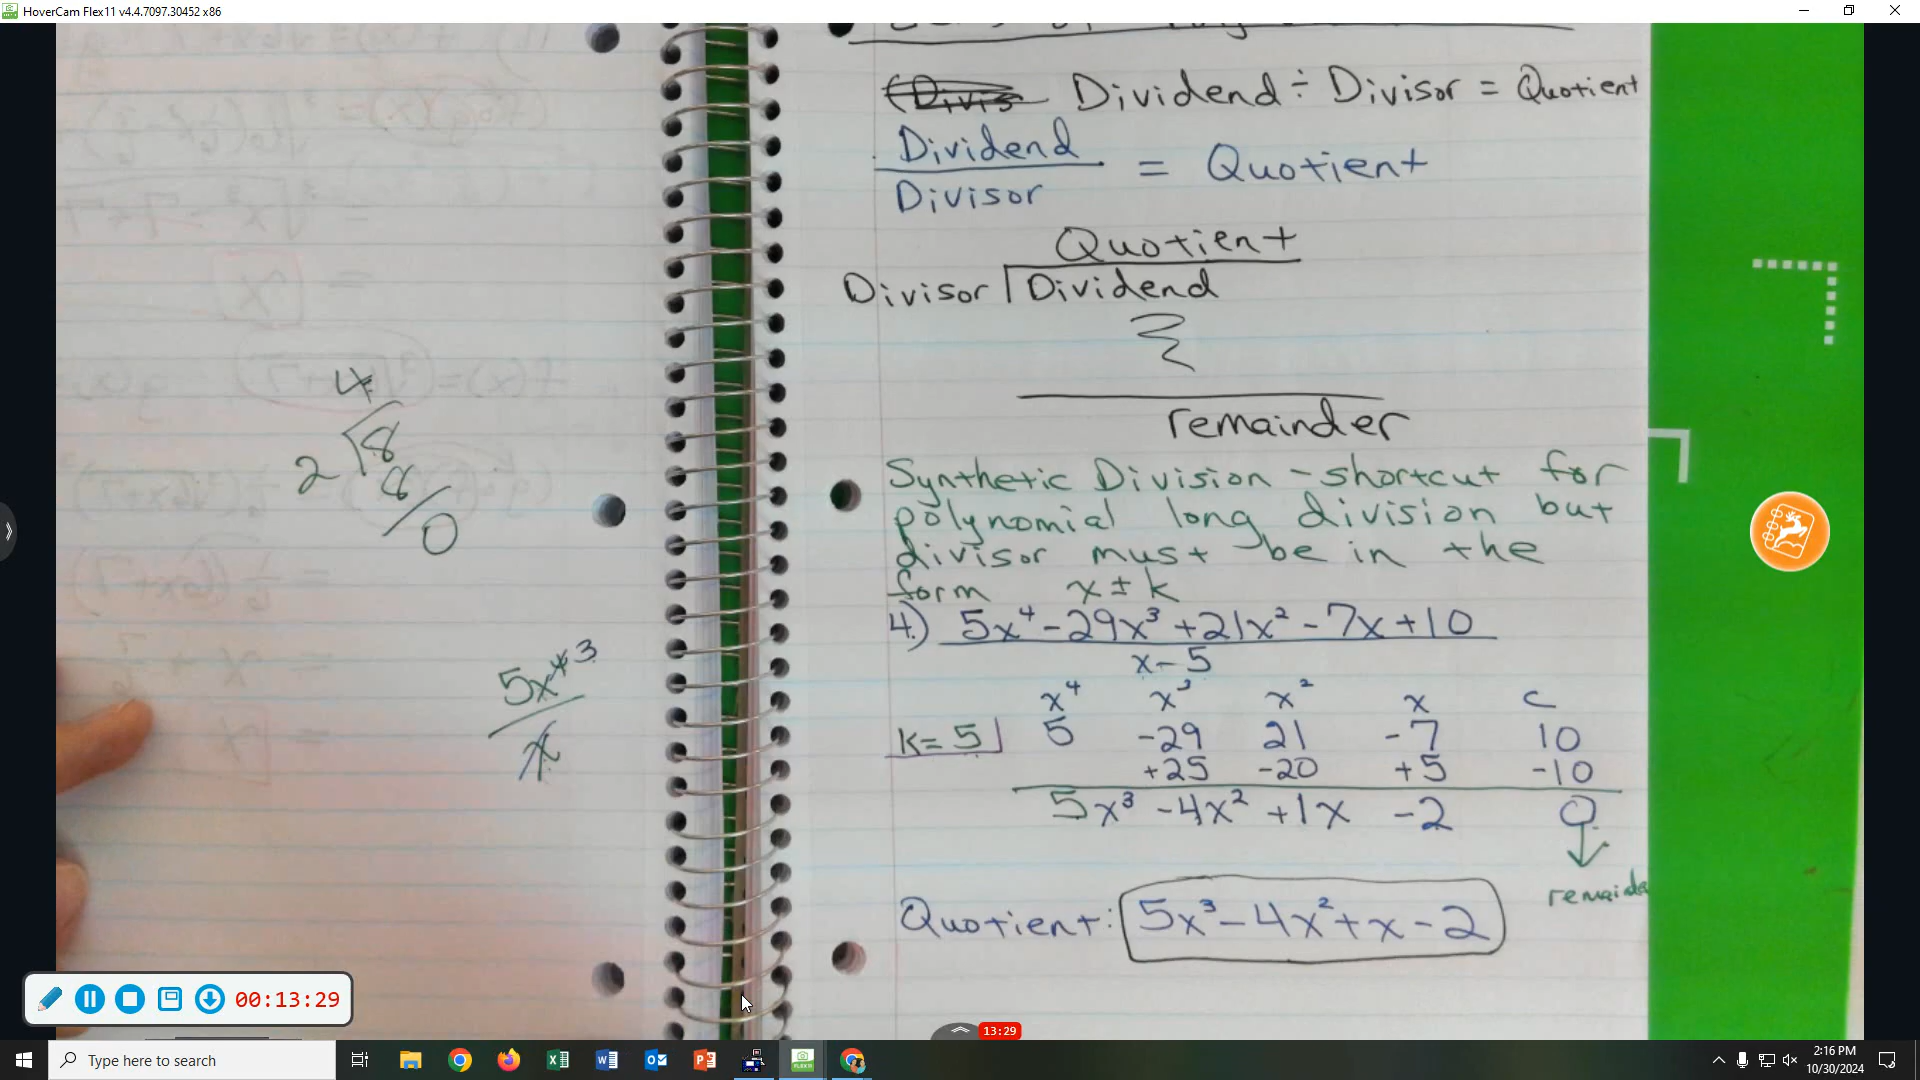 HoverCam Flex11 v4.4.7097.30452 x86
Dividend ÷ Divisor = Quotient
Dividend
Divisor
= Quotient
Quotient
Divisor Dividend
remainder
4
2 8
8
0
Synthetic Division - shortcut for
polynomial long division but
divisor must be in the
form x ± k
4.) 5x⁴ - 29x³ + 21x² - 7x + 10
x - 5
5x⁴ 3
x
x⁴ x³ x² x c
k = 5 5 -29 21 -7 10
+25 -20 +5 -10
5x³ -4x² +1x -2 0
Quotient: 5x³ - 4x² + x - 2
00:13:29
13:29
Type here to search
2:16 PM
10/30/2024